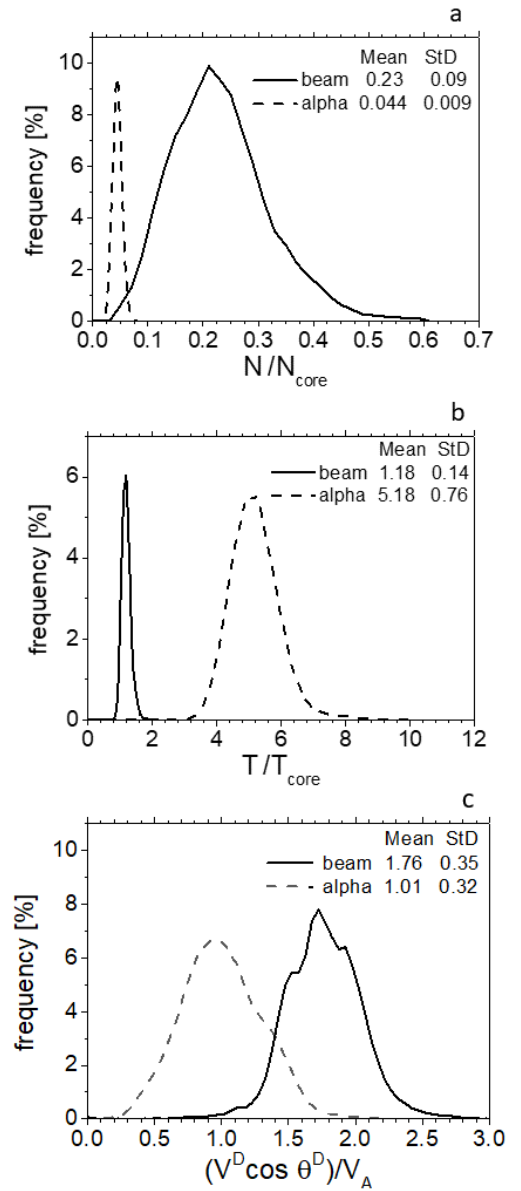 a
Mean StD
beam 0.23 0.09
alpha 0.044 0.009
10
8
6
4
2
0
frequency [%]
0.0 0.1 0.2 0.3 0.4 0.5 0.6 0.7
N/N_core
b
Mean StD
beam 1.18 0.14
alpha 5.18 0.76
6
4
2
0
frequency [%]
0 2 4 6 8 10 12
T/T_core
c
Mean StD
beam 1.76 0.35
alpha 1.01 0.32
10
8
6
4
2
0
frequency [%]
0.0 0.5 1.0 1.5 2.0 2.5 3.0
(V^D cos θ^D)/V_A